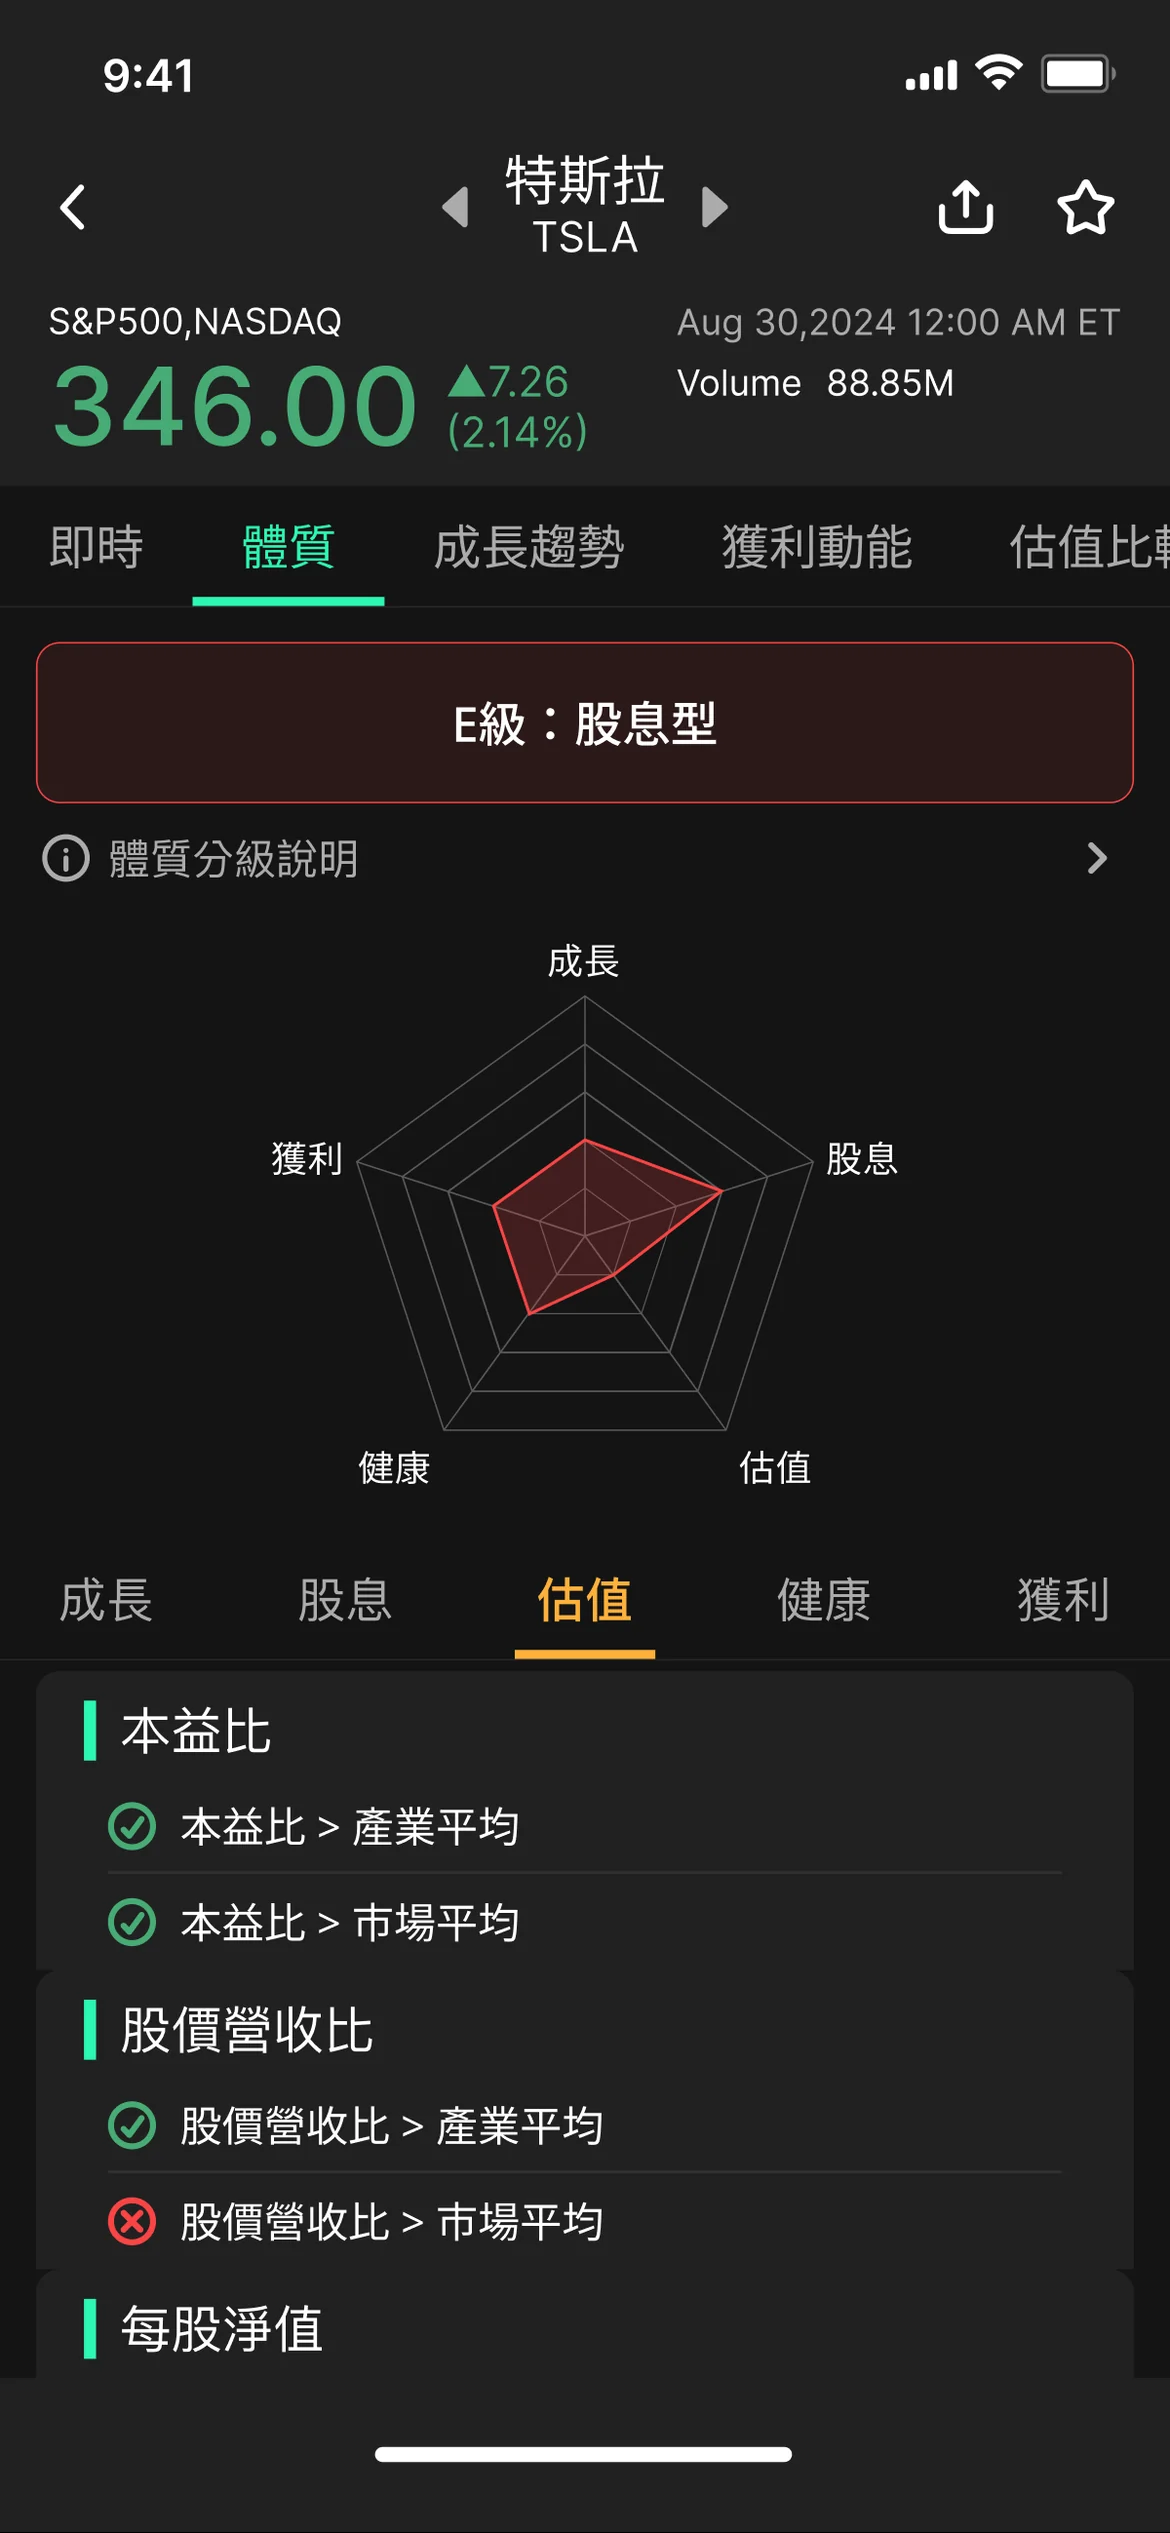 9:41
特斯拉
TSLA
S&P500,NASDAQ
Aug 30,2024 12:00 AM ET
346.00
▲7.26
(2.14%)
Volume 88.85M
即時 體質 成長趨勢 獲利動能 估值比
E級：股息型
體質分級說明
成長
獲利
股息
健康
估值
成長 股息 估值 健康 獲利
本益比
本益比 > 產業平均
本益比 > 市場平均
股價營收比
股價營收比 > 產業平均
股價營收比 > 市場平均
每股淨值